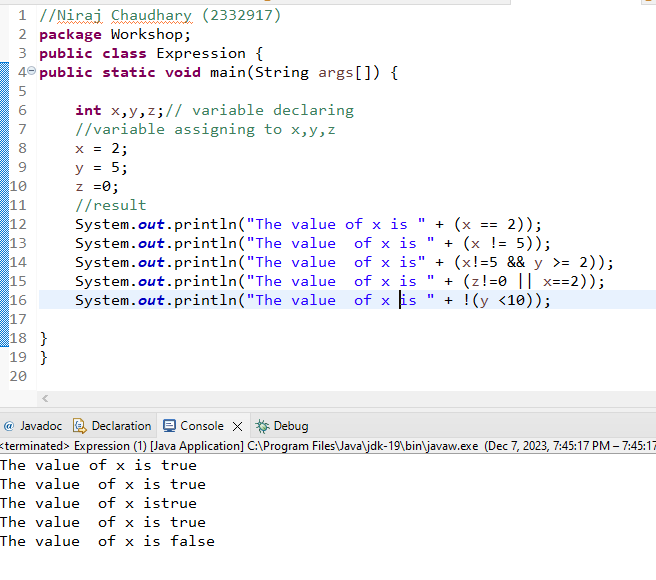 1 //Niraj Chaudhary (2332917)
2 package Workshop;
3 public class Expression {
4 public static void main(String args[]) {
5
6 int x,y,z;// variable declaring
7 //variable assigning to x,y,z
8 x = 2;
9 y = 5;
10 z =0;
11 //result
12 System.out.println("The value of x is " + (x == 2));
13 System.out.println("The value  of x is " + (x != 5));
14 System.out.println("The value  of x is" + (x!=5 && y >= 2));
15 System.out.println("The value  of x is " + (z!=0 || x==2));
16 System.out.println("The value  of x is " + !(y <10));
17
18 }
19 }
20
@ Javadoc Declaration Console Debug
<terminated> Expression (1) [Java Application] C:\Program Files\Java\jdk-19\bin\javaw.exe (Dec 7, 2023, 7:45:17 PM – 7:45:17
The value of x is true
The value  of x is true
The value  of x istrue
The value  of x is true
The value  of x is false